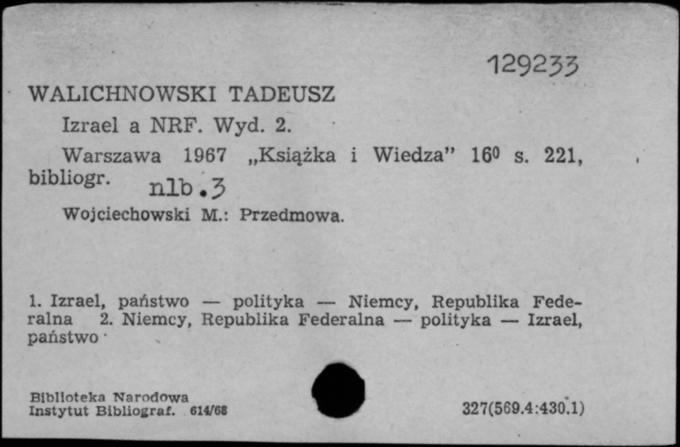 129233
WALICHNOWSKI TADEUSZ
Izrael a NRF. Wyd. 2.
Warszawa 1967 „Książka i Wiedza” 16⁰ s. 221,
bibliogr. nlb. 3
Wojciechowski M.: Przedmowa.
1. Izrael, państwo — polityka — Niemcy, Republika Fede-
ralna 2. Niemcy, Republika Federalna — polityka — Izrael,
państwo
Biblioteka Narodowa
Instytut Bibliograf. 614/68 327(569.4:430.1)